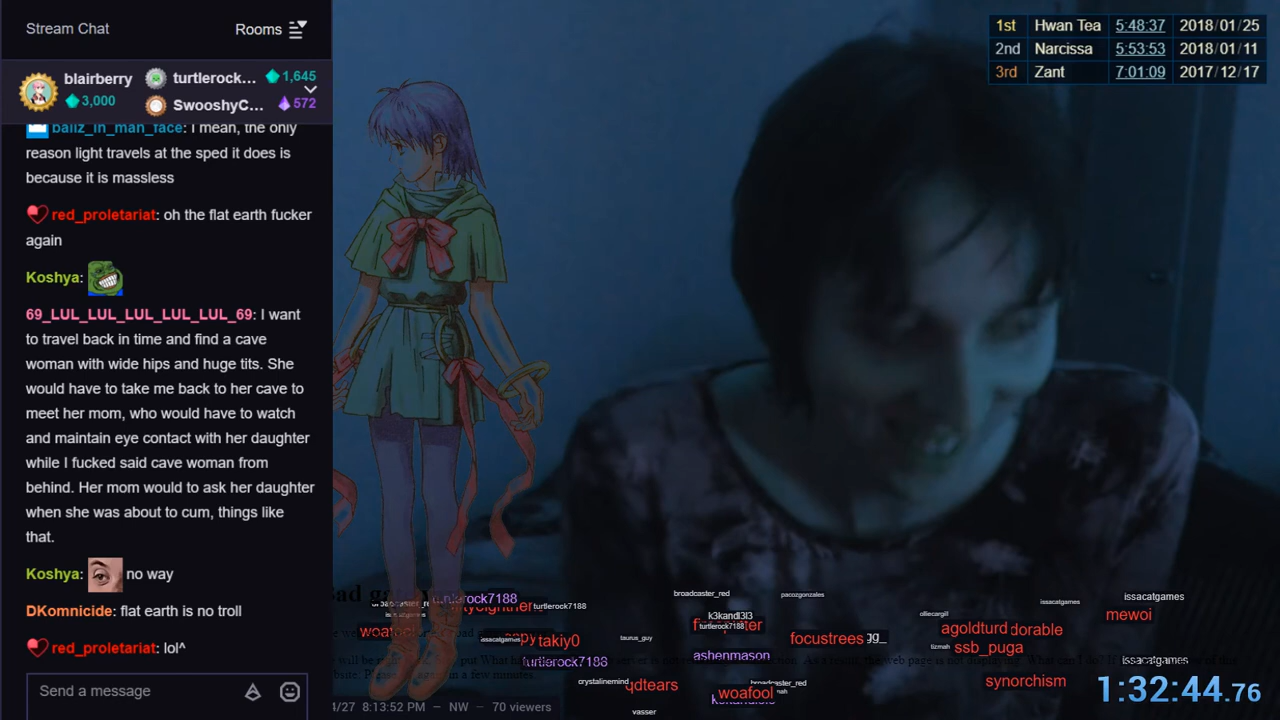 Stream Chat
Rooms
blairberry
3,000
turtlerock...
1,645
SwooshyC...
572
ballz_in_man_face: I mean, the only
reason light travels at the sped it does is
because it is massless
red_proletariat: oh the flat earth fucker
again
Koshya:
69_LUL_LUL_LUL_LUL_LUL_69: I want
to travel back in time and find a cave
woman with wide hips and huge tits. She
would have to take me back to her cave to
meet her mom, who would have to watch
and maintain eye contact with her daughter
while I fucked said cave woman from
behind. Her mom would to ask her daughter
when she was about to cum, things like
that.
Koshya: no way
DKomnicide: flat earth is no troll
red_proletariat: lol^
Send a message
1st Hwan Tea 5:48:37 2018/01/25
2nd Narcissa 5:53:53 2018/01/11
3rd Zant 7:01:09 2017/12/17
broadcaster_red
pacozgonzales
issacatgames
turtlerock7188
issacatgames
olliecargill
mewoi
k3kandl3l3
turtlerock7188
agoldturd
dorable
issacatgames
takiy0
taurus_guy
focustrees
gg_
tizmah
ssb_puga
turtlerock7188
ashenmason
issacatgames
crystalinemind
qdtears
broadcaster_red
woafool
synorchism
vasser
4/27 8:13:52 PM – NW – 70 viewers
1:32:44.76